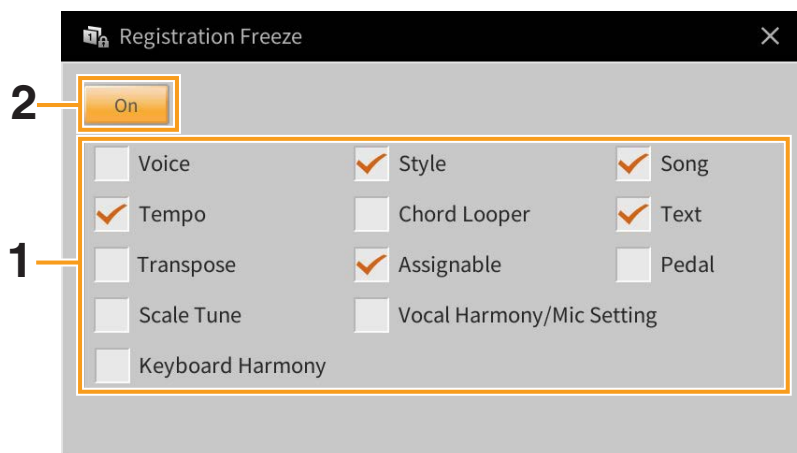 Registration Freeze
2
On
Voice Style Song
Tempo Chord Looper Text
1
Transpose Assignable Pedal
Scale Tune Vocal Harmony/Mic Setting
Keyboard Harmony